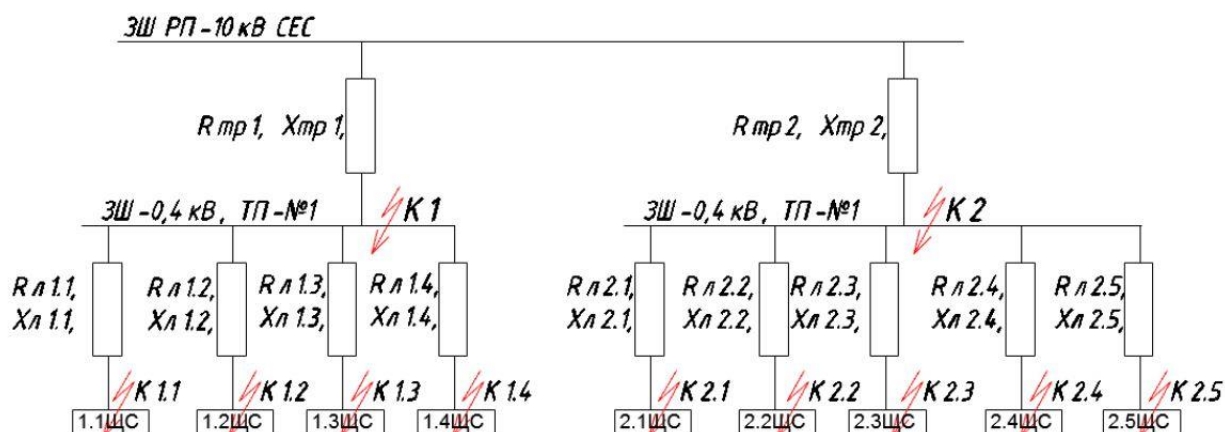 ЗШ РП-10 кВ СЕС
R тр 1, Xтр 1,
R тр 2, Xтр 2,
ЗШ-0,4 кВ, ТП-№1
К 1
ЗШ-0,4 кВ, ТП-№1
К 2
R л 1.1,
Xл 1.1,
R л 1.2,
Xл 1.2,
R л 1.3,
Xл 1.3,
R л 1.4,
Xл 1.4,
R л 2.1,
Xл 2.1,
R л 2.2,
Xл 2.2,
R л 2.3,
Xл 2.3,
R л 2.4,
Xл 2.4,
R л 2.5,
Xл 2.5,
К 1.1
К 1.2
К 1.3
К 1.4
К 2.1
К 2.2
К 2.3
К 2.4
К 2.5
1.1ЩС
1.2ЩС
1.3ЩС
1.4ЩС
2.1ЩС
2.2ЩС
2.3ЩС
2.4ЩС
2.5ЩС